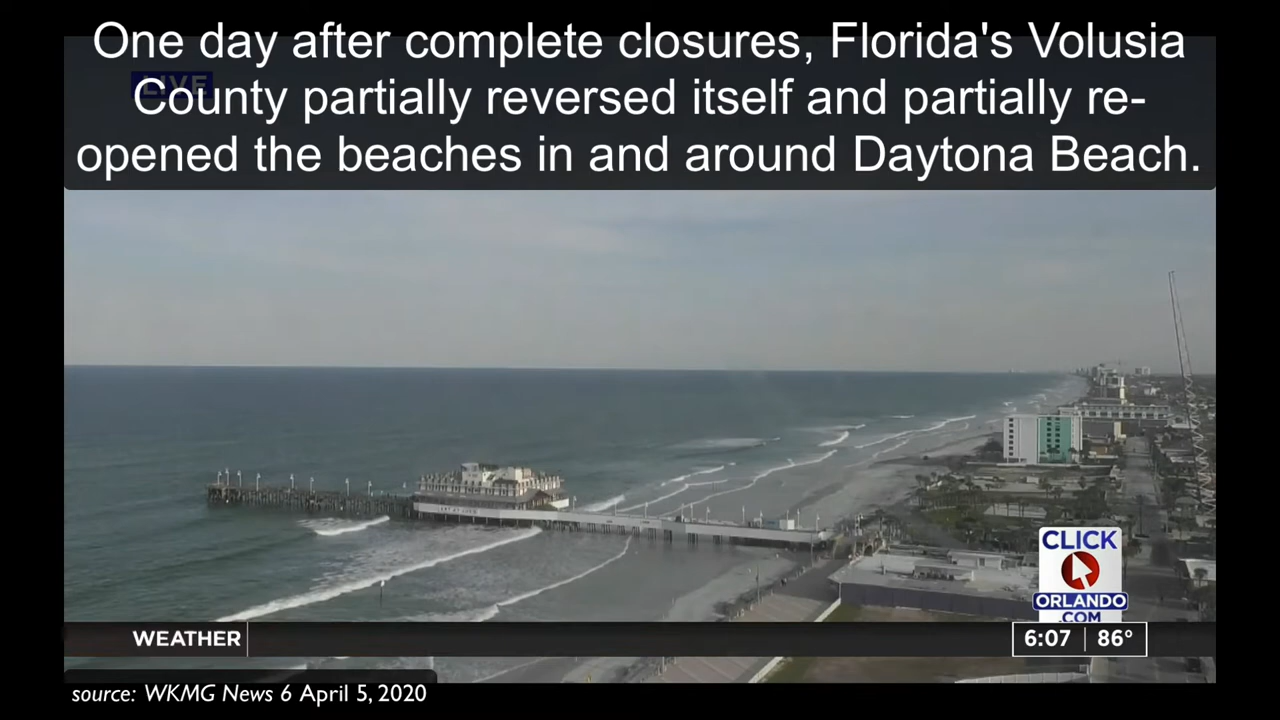 One day after complete closures, Florida's Volusia
LIVE
County partially reversed itself and partially re-
opened the beaches in and around Daytona Beach.
CLICK
ORLANDO
.COM
WEATHER
6:07 86°
source: WKMG News 6 April 5, 2020